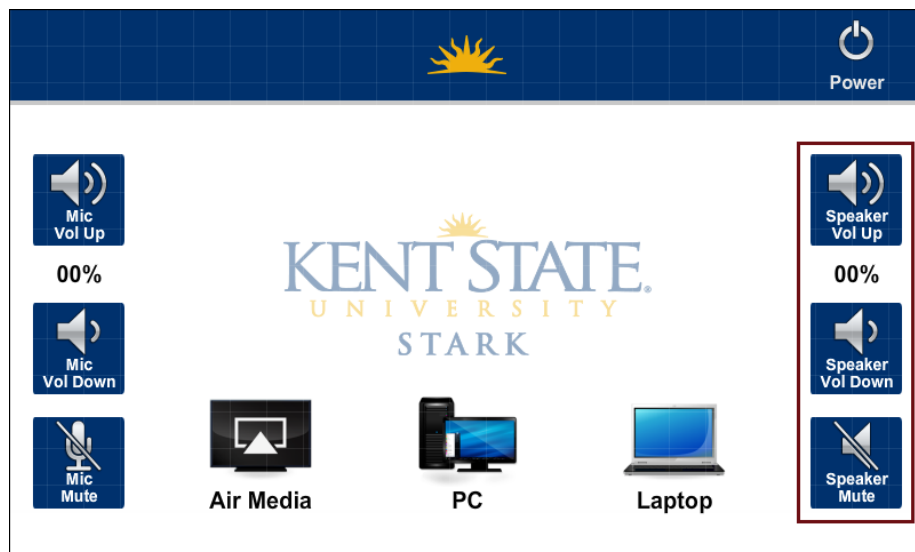 Power
Mic
Vol Up
00%
Mic
Vol Down
Mic
Mute
KENT STATE
UNIVERSITY
STARK
Air Media
PC
Laptop
Speaker
Vol Up
00%
Speaker
Vol Down
Speaker
Mute